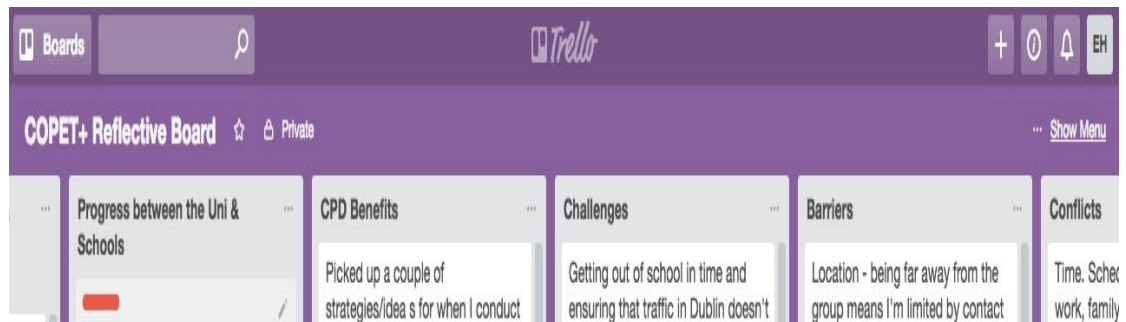 Boards
Trello
EH
COPET+ Reflective Board
Private
... Show Menu
Progress between the Uni &
Schools
CPD Benefits
Picked up a couple of
strategies/idea s for when I conduct
Challenges
Getting out of school in time and
ensuring that traffic in Dublin doesn't
Barriers
Location - being far away from the
group means I'm limited by contact
Conflicts
Time.
work, family